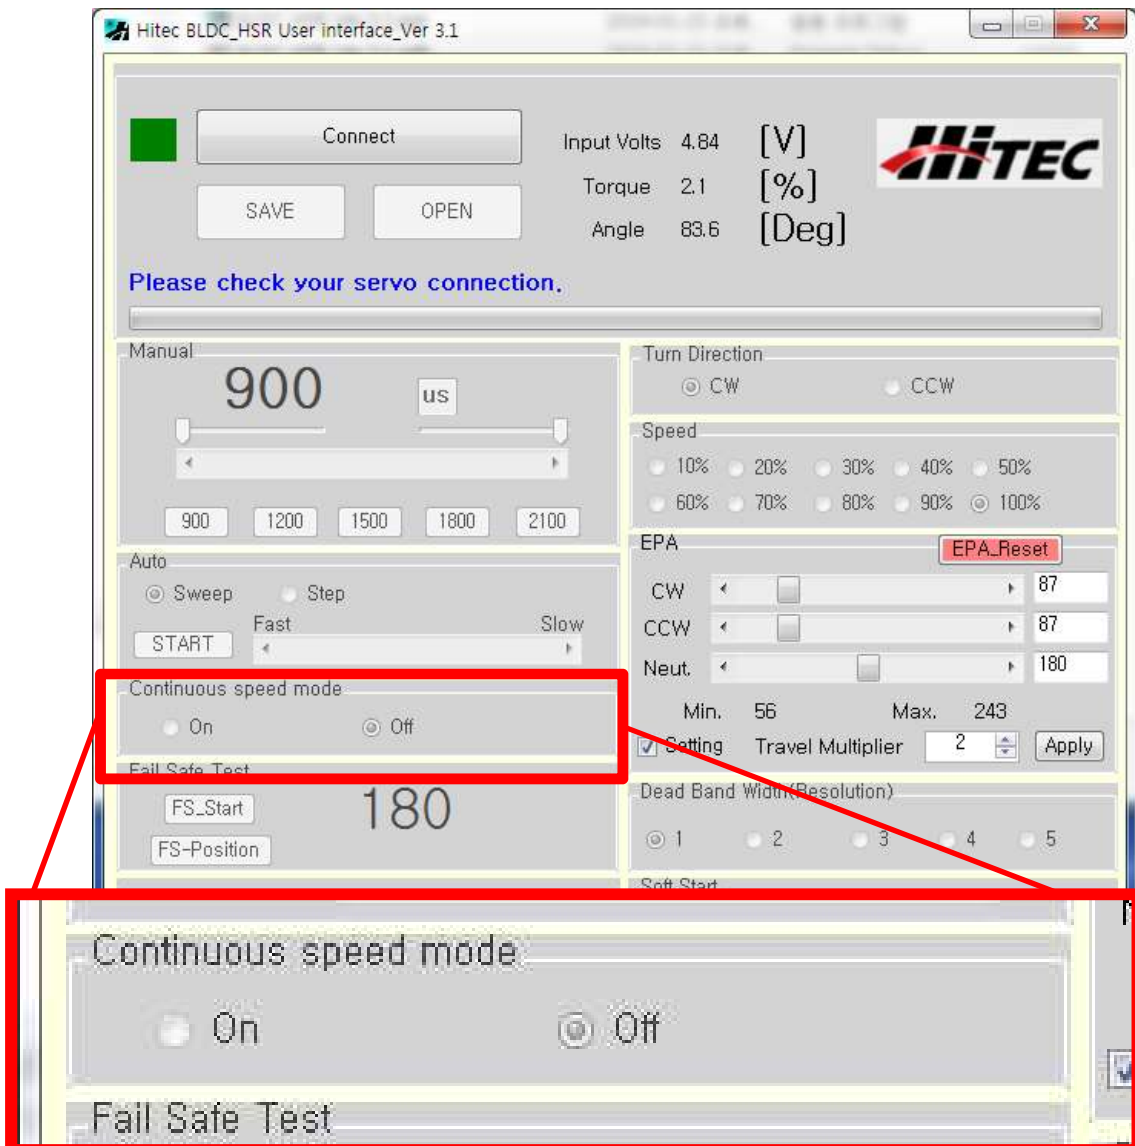 Hitec BLDC_HSR User interface_Ver 3.1
Connect
SAVE OPEN
Input Volts 4.84 [V]
Torque 2.1 [%]
Angle 83.6 [Deg]
HiTEC
Please check your servo connection.
Manual
900 us
900 1200 1500 1800 2100
Auto
Sweep Step
Fast Slow
START
Continuous speed mode
On Off
Fail Safe Test
FS_Start 180
FS-Position
Turn Direction
CW CCW
Speed
10% 20% 30% 40% 50%
60% 70% 80% 90% 100%
EPA EPA_Reset
CW 87
CCW 87
Neut. 180
Min. 56 Max. 243
Setting Travel Multiplier 2 Apply
Dead Band Width(Resolution)
1 2 3 4 5
Soft Start
Continuous speed mode
On Off
Fail Safe Test